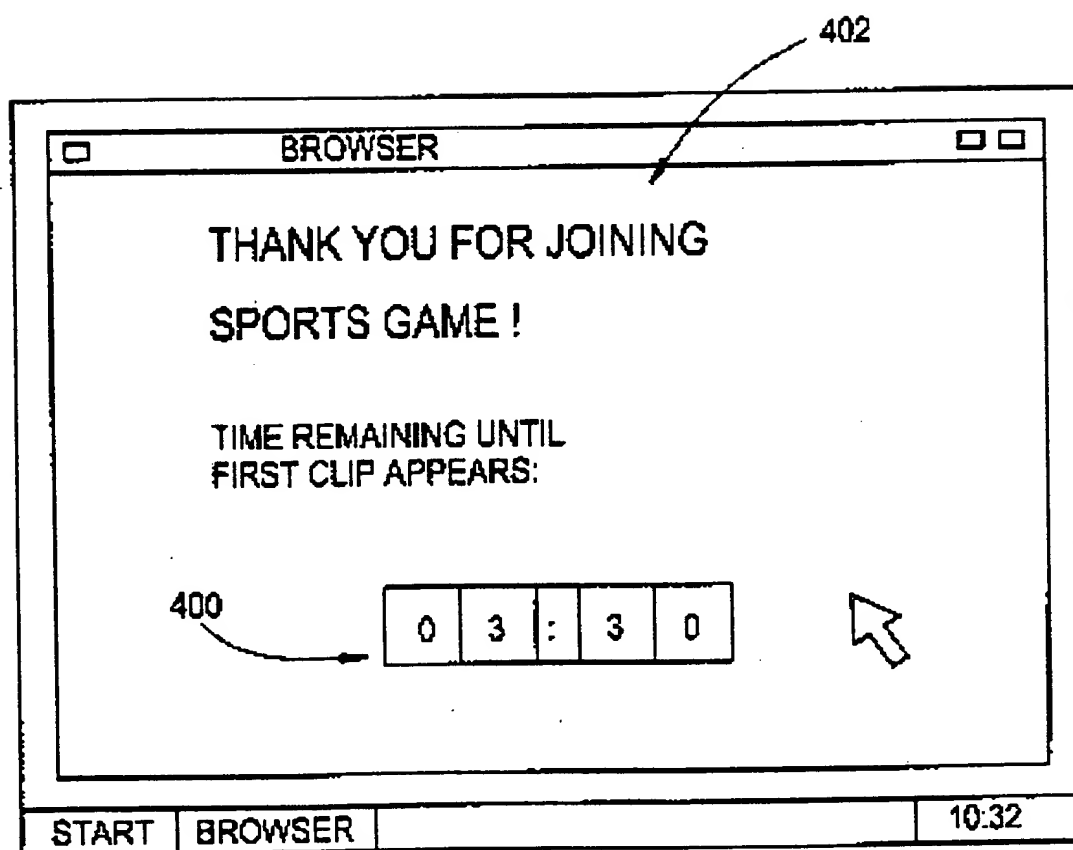 402
BROWSER
THANK YOU FOR JOINING
SPORTS GAME !
TIME REMAINING UNTIL
FIRST CLIP APPEARS:
400
0 3 : 3 0
START BROWSER 10:32